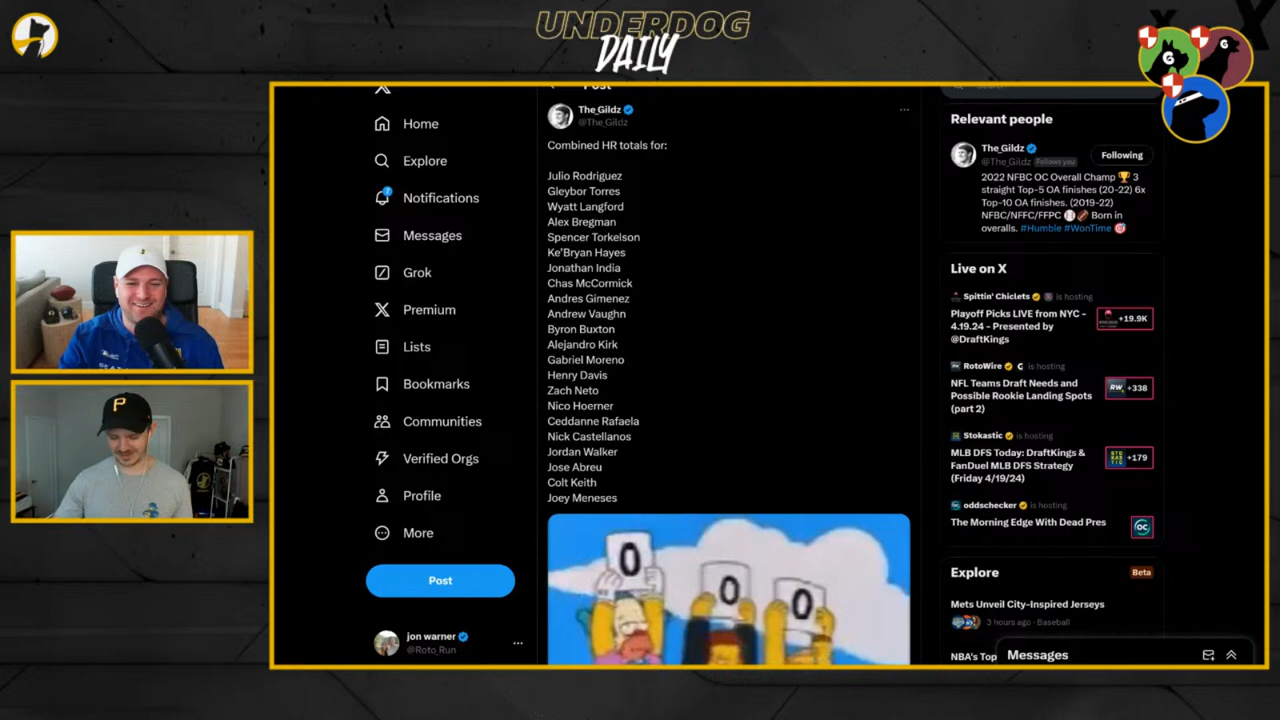 UNDERDOG
DAILY
Post
Home
Explore
Notifications
Messages
Grok
Premium
Lists
Bookmarks
Communities
Verified Orgs
Profile
More
Post
jon warner
@Roto_Run
The_Gildz
@The_Gildz
Combined HR totals for:
Julio Rodriguez
Gleybor Torres
Wyatt Langford
Alex Bregman
Spencer Torkelson
Ke'Bryan Hayes
Jonathan India
Chas McCormick
Andres Gimenez
Andrew Vaughn
Byron Buxton
Alejandro Kirk
Gabriel Moreno
Henry Davis
Zach Neto
Nico Hoerner
Ceddanne Rafaela
Nick Castellanos
Jordan Walker
Jose Abreu
Colt Keith
Joey Meneses
0 0 0
Relevant people
The_Gildz
@The_Gildz Follows you
Following
2022 NFBC OC Overall Champ 🏆 3
straight Top-5 OA finishes (20-22) 6x
Top-10 OA finishes. (2019-22)
NFBC/NFFC/FFPC ⚾🏈 Born in
overalls. #Humble #WonTime 🎯
Live on X
Spittin' Chiclets is hosting
Playoff Picks LIVE from NYC -
4.19.24 - Presented by
@DraftKings
+19.9K
RotoWire is hosting
NFL Teams Draft Needs and
Possible Rookie Landing Spots
(part 2)
RW +338
Stokastic is hosting
MLB DFS Today: DraftKings &
FanDuel MLB DFS Strategy
(Friday 4/19/24)
+179
oddschecker is hosting
The Morning Edge With Dead Pres
OC
Explore
Beta
Mets Unveil City-Inspired Jerseys
3 hours ago · Baseball
NBA's Top
Messages